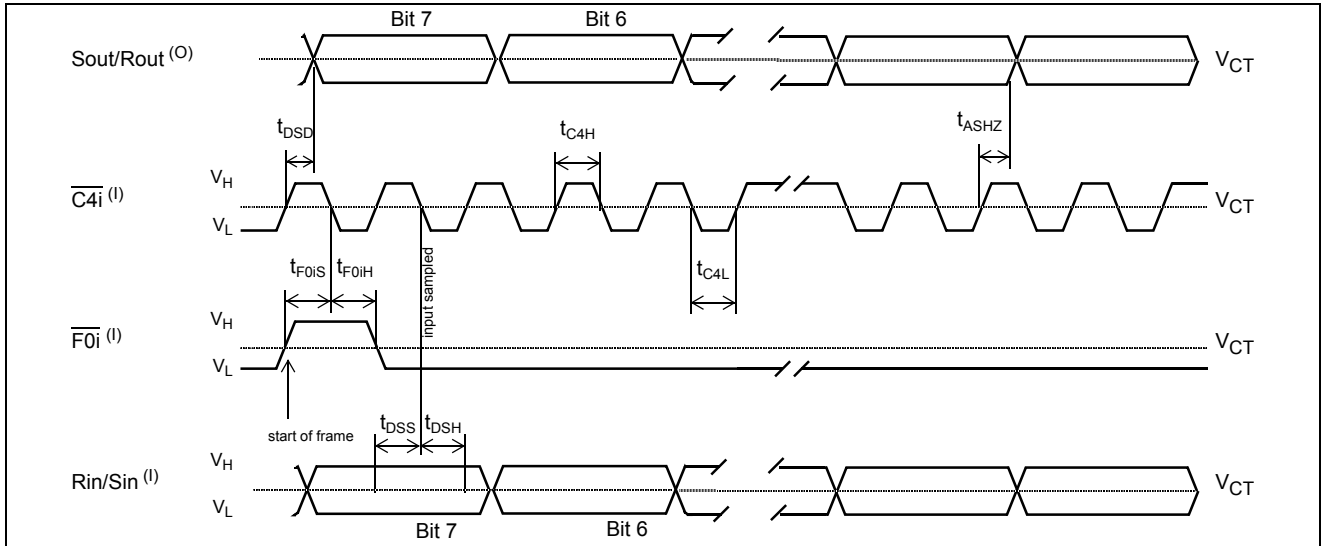 Bit 7 Bit 6
Sout/Rout (O) VCT
tDSD tC4H tASHZ
VH
C4i (I) VCT
VL
tF0iS tF0iH input sampled tC4L
VH
F0i (I) VCT
VL
start of frame tDSS tDSH
VH
Rin/Sin (I) VCT
VL
Bit 7 Bit 6